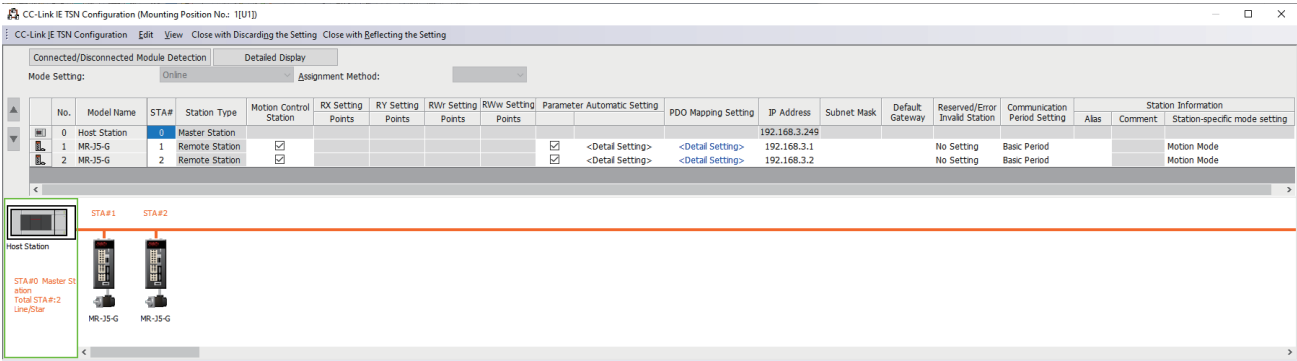 CC-Link IE TSN Configuration (Mounting Position No.: 1[U1])
CC-Link IE TSN Configuration Edit View Close with Discarding the Setting Close with Reflecting the Setting
Connected/Disconnected Module Detection Detailed Display
Mode Setting: Online Assignment Method:
No. Model Name STA# Station Type Motion Control Station RX Setting RY Setting RWr Setting RWw Setting Parameter Automatic Setting PDO Mapping Setting IP Address Subnet Mask Default Gateway Reserved/Error Invalid Station Communication Period Setting Station Information
Points Points Points Points Alias Comment Station-specific mode setting
0 Host Station 0 Master Station 192.168.3.249
1 MR-J5-G 1 Remote Station <Detail Setting> <Detail Setting> 192.168.3.1 No Setting Basic Period Motion Mode
2 MR-J5-G 2 Remote Station <Detail Setting> <Detail Setting> 192.168.3.2 No Setting Basic Period Motion Mode
STA#1 STA#2
Host Station
STA#0 Master St
ation
Total STA#:2
Line/Star
MR-J5-G MR-J5-G